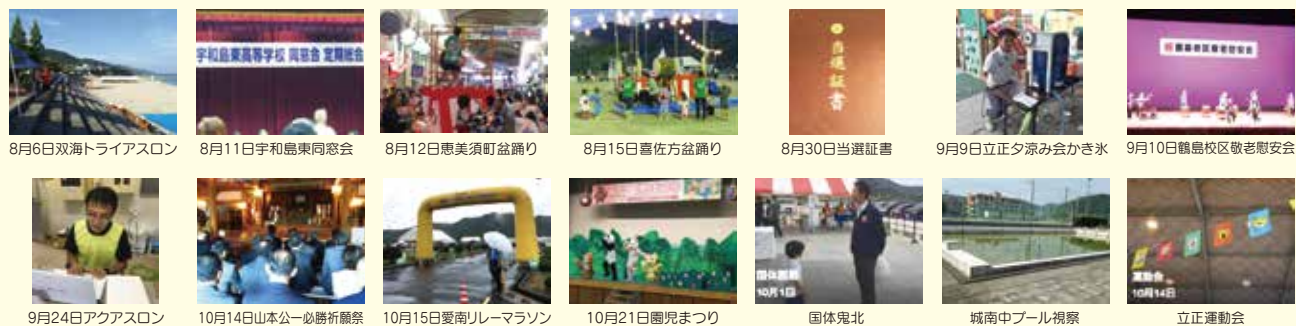 宇和島東高等学校 同窓会 定期総会
当選証書
8月6日双海トライアスロン
8月11日宇和島東同窓会
8月12日恵美須町盆踊り
8月15日喜佐方盆踊り
8月30日当選証書
9月9日立正夕涼み会かき氷
9月10日鶴島校区敬老慰安会
国体鬼北
10月1日
運動会
10月14日
9月24日アクアスロン
10月14日山本公一必勝祈願祭
10月15日愛南リレーマラソン
10月21日園児まつり
国体鬼北
城南中プール視察
立正運動会